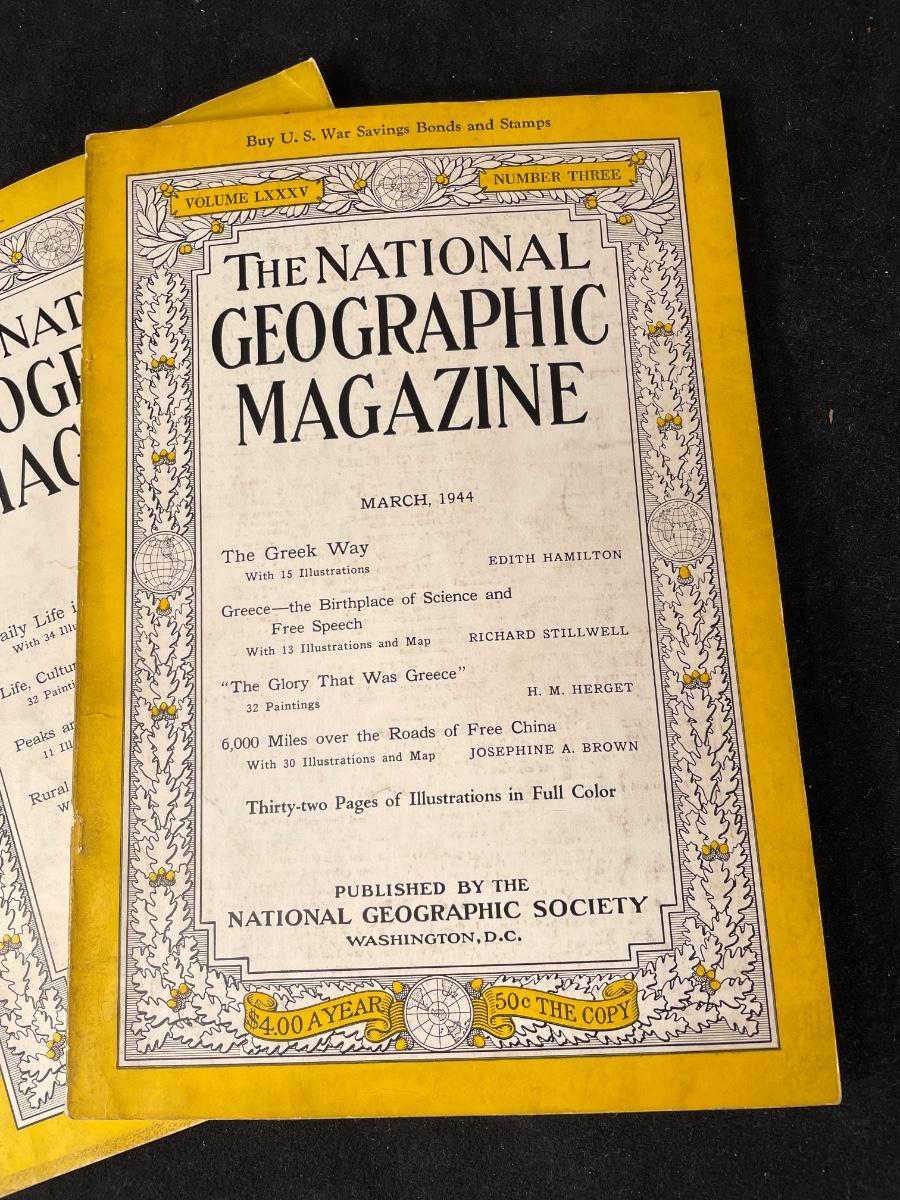 Buy U. S. War Savings Bonds and Stamps
VOLUME LXXXV
NUMBER THREE
THE NATIONAL
GEOGRAPHIC
MAGAZINE
MARCH, 1944
The Greek Way
EDITH HAMILTON
With 15 Illustrations
Greece—the Birthplace of Science and
Free Speech
With 13 Illustrations and Map RICHARD STILLWELL
"The Glory That Was Greece"
32 Paintings H. M. HERGET
6,000 Miles over the Roads of Free China
With 30 Illustrations and Map JOSEPHINE A. BROWN
Thirty-two Pages of Illustrations in Full Color
PUBLISHED BY THE
NATIONAL GEOGRAPHIC SOCIETY
WASHINGTON, D.C.
$4.00 A YEAR
50c THE COPY
NAT
OGR
MAG
aily Life i
With 34 Illu
Life, Cultur
32 Painti
Peaks an
11 Ill
Rural
W